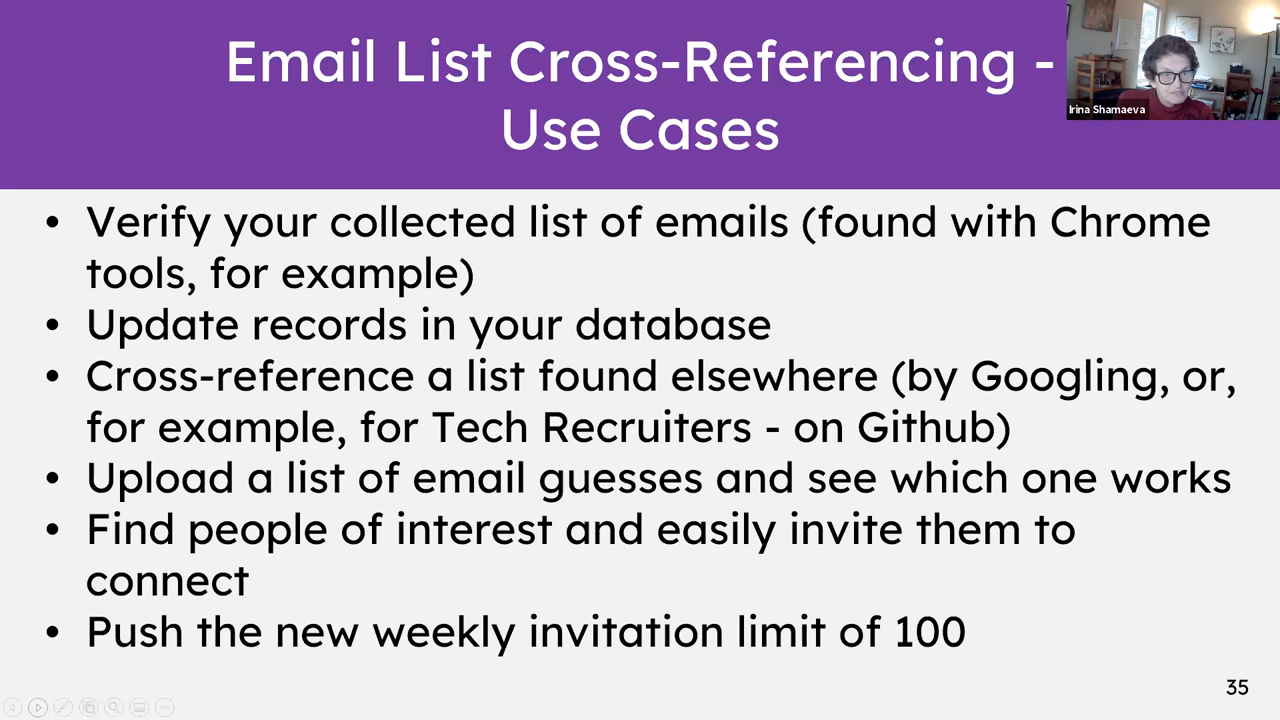 Email List Cross-Referencing -
Use Cases
Irina Shamaeva
• Verify your collected list of emails (found with Chrome
tools, for example)
• Update records in your database
• Cross-reference a list found elsewhere (by Googling, or,
for example, for Tech Recruiters - on Github)
• Upload a list of email guesses and see which one works
• Find people of interest and easily invite them to
connect
• Push the new weekly invitation limit of 100
35